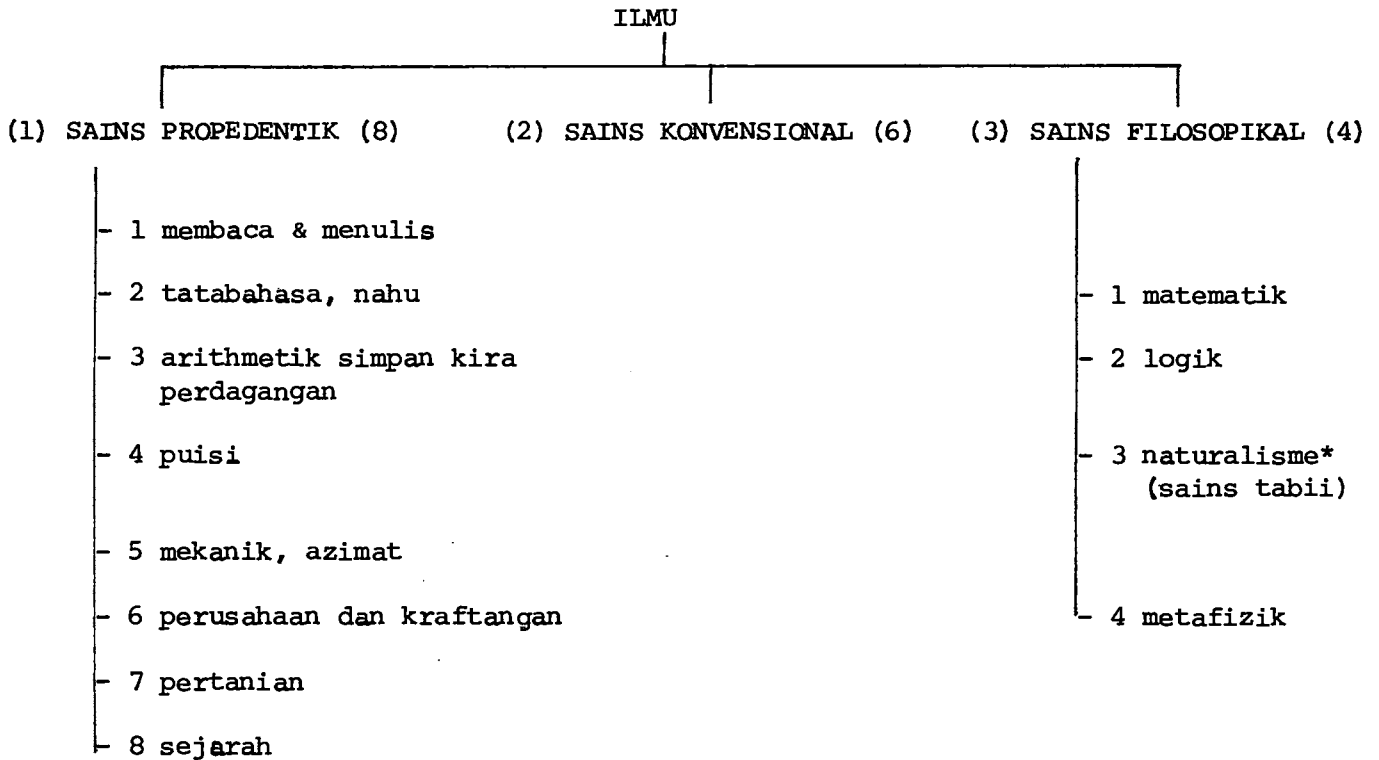 ILMU
(1) SAINS PROPEDENTIK (8) (2) SAINS KONVENSIONAL (6) (3) SAINS FILOSOPIKAL (4)
- 1 membaca & menulis
- 2 tatabahasa, nahu
- 3 arithmetik simpan kira
perdagangan
- 4 puisi
- 5 mekanik, azimat
- 6 perusahaan dan kraftangan
- 7 pertanian
- 8 sejarah
- 1 matematik
- 2 logik
- 3 naturalisme*
(sains tabii)
- 4 metafizik